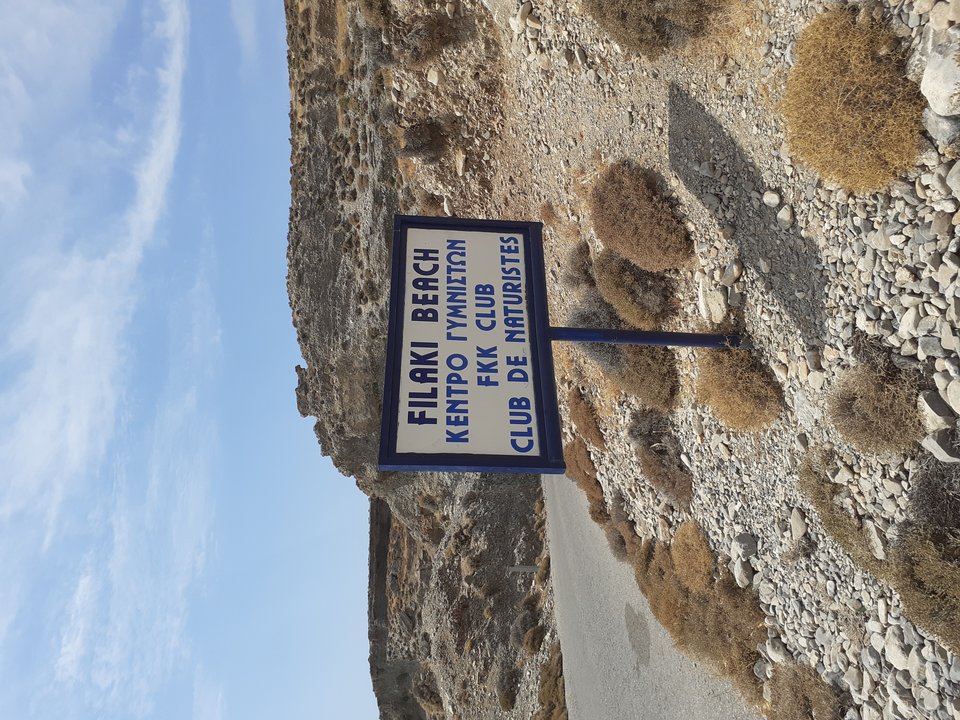 FILAKI BEACH
ΚΕΝΤΡΟ ΓΥΜΝΙΣΤΩΝ
FKK CLUB
CLUB DE NATURISTES